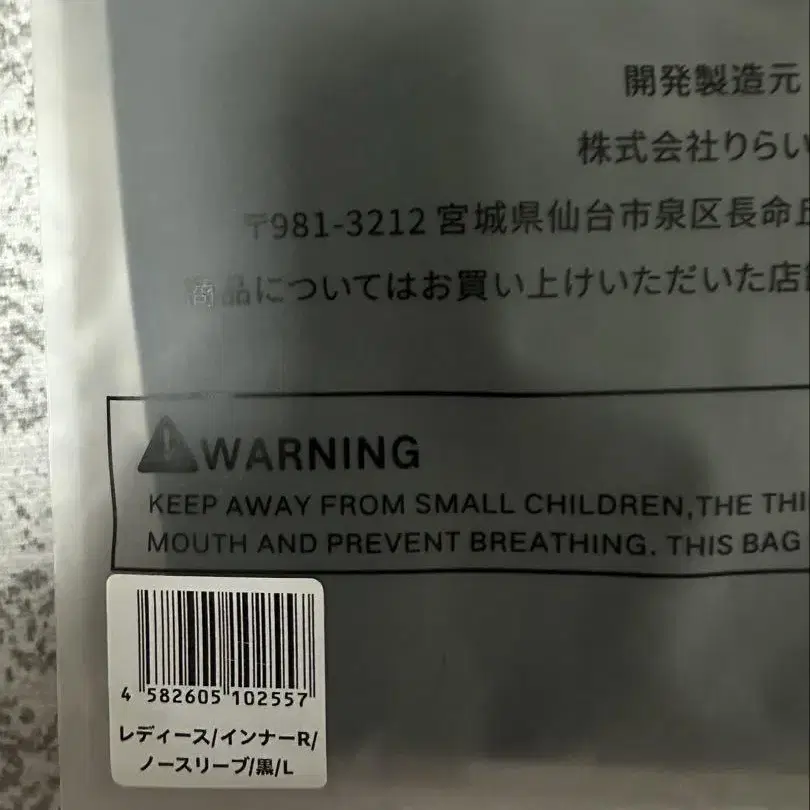 開発製造元
株式会社りらい
〒981-3212 宮城県仙台市泉区長命丘
商品についてはお買い上げいただいた店
WARNING
KEEP AWAY FROM SMALL CHILDREN,THE THI
MOUTH AND PREVENT BREATHING. THIS BAG
4 582605 102557
レディース/インナーR/
ノースリーブ/黒/L